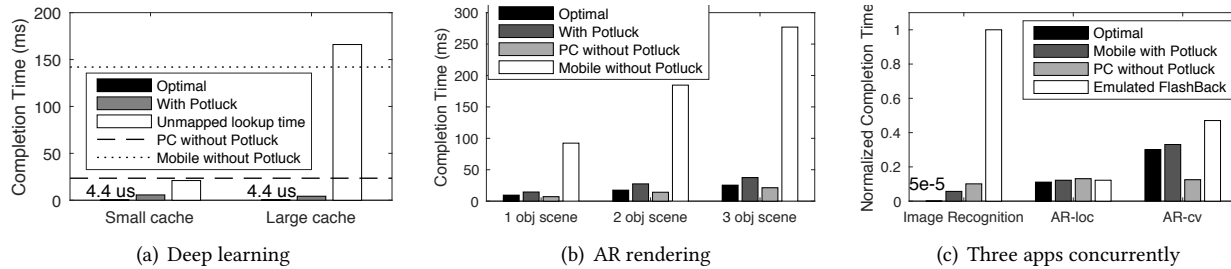 Completion Time (ms)
200
150
100
50
0
Optimal
With Potluck
Unmapped lookup time
PC without Potluck
Mobile without Potluck
4.4 us
4.4 us
Small cache
Large cache
(a) Deep learning
Completion Time (ms)
300
250
200
150
100
50
0
Optimal
With Potluck
PC without Potluck
Mobile without Potluck
1 obj scene
2 obj scene
3 obj scene
(b) AR rendering
Normalized Completion Time
1
0.8
0.6
0.4
0.2
0
Optimal
Mobile with Potluck
PC without Potluck
Emulated FlashBack
5e-5
Image Recognition
AR-loc
AR-cv
(c) Three apps concurrently